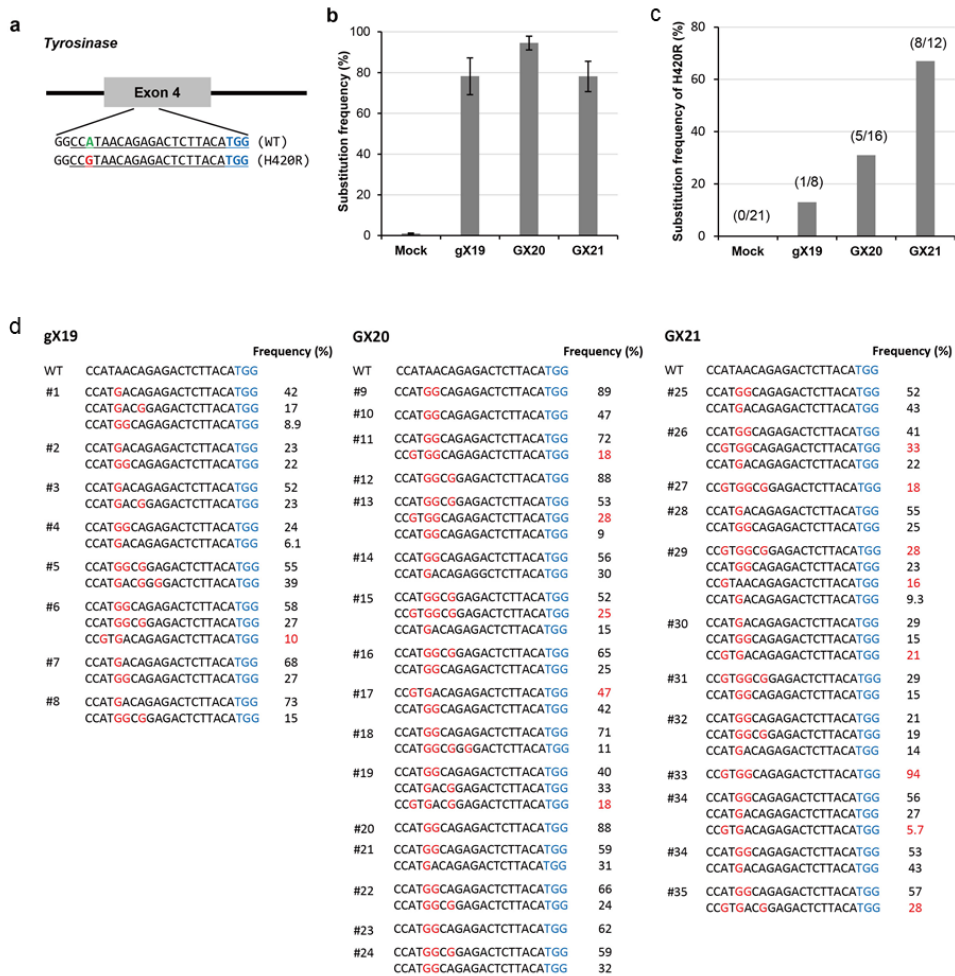 a
Tyrosinase
Exon 4
GGCCATAACAGAGACTCTTACATGG (WT)
GGCCGTAACAGAGACTCTTACATGG (H420R)
b
Substitution frequency (%)
100
80
60
40
20
0
Mock gX19 GX20 GX21
c
Substitution frequency of H420R (%)
80
60
40
20
0
(0/21)
(1/8)
(5/16)
(8/12)
Mock gX19 GX20 GX21
d
gX19
Frequency (%)
WT CCATAACAGAGACTCTTACATGG
#1 CCATGACAGAGACTCTTACATGG 42
CCATGACGGAGACTCTTACATGG 17
CCATGGCAGAGACTCTTACATGG 8.9
#2 CCATGACAGAGACTCTTACATGG 23
CCATGGCAGAGACTCTTACATGG 22
#3 CCATGACAGAGACTCTTACATGG 52
CCATGACGGAGACTCTTACATGG 23
#4 CCATGGCAGAGACTCTTACATGG 24
CCATGACAGAGACTCTTACATGG 6.1
#5 CCATGGCGGAGACTCTTACATGG 55
CCATGACGGGGACTCTTACATGG 39
#6 CCATGGCAGAGACTCTTACATGG 58
CCATGGCGGAGACTCTTACATGG 27
CCGTGACAGAGACTCTTACATGG 10
#7 CCATGACAGAGACTCTTACATGG 68
CCATGGCAGAGACTCTTACATGG 27
#8 CCATGACAGAGACTCTTACATGG 73
CCATGGCGGAGACTCTTACATGG 15
GX20
Frequency (%)
WT CCATAACAGAGACTCTTACATGG
#9 CCATGGCAGAGACTCTTACATGG 89
#10 CCATGGCAGAGACTCTTACATGG 47
#11 CCATGGCAGAGACTCTTACATGG 72
CCGTGGCAGAGACTCTTACATGG 18
#12 CCATGGCGGAGACTCTTACATGG 88
#13 CCATGGCGGAGACTCTTACATGG 53
CCGTGGCAGAGACTCTTACATGG 28
CCATGGCAGAGACTCTTACATGG 9
#14 CCATGGCAGAGACTCTTACATGG 56
CCATGACAGAGGCTCTTACATGG 30
#15 CCATGGCGGAGACTCTTACATGG 52
CCGTGGCGGAGACTCTTACATGG 25
CCATGACAGAGACTCTTACATGG 15
#16 CCATGGCGGAGACTCTTACATGG 65
CCATGGCAGAGACTCTTACATGG 25
#17 CCGTGACAGAGACTCTTACATGG 47
CCATGGCAGAGACTCTTACATGG 42
#18 CCATGGCAGAGACTCTTACATGG 71
CCATGGCGGGGACTCTTACATGG 11
#19 CCATGGCAGAGACTCTTACATGG 40
CCATGACGGAGACTCTTACATGG 33
CCGTGACGGAGACTCTTACATGG 18
#20 CCATGGCAGAGACTCTTACATGG 88
#21 CCATGGCAGAGACTCTTACATGG 59
CCATGACAGAGACTCTTACATGG 31
#22 CCATGGCAGAGACTCTTACATGG 66
CCATGGCGGAGACTCTTACATGG 24
#23 CCATGGCAGAGACTCTTACATGG 62
#24 CCATGGCGGAGACTCTTACATGG 59
CCATGGCAGAGACTCTTACATGG 32
GX21
Frequency (%)
WT CCATAACAGAGACTCTTACATGG
#25 CCATGGCAGAGACTCTTACATGG 52
CCATGACAGAGACTCTTACATGG 43
#26 CCATGGCAGAGACTCTTACATGG 41
CCGTGGCAGAGACTCTTACATGG 33
CCATGACAGAGACTCTTACATGG 22
#27 CCGTGGCGGAGACTCTTACATGG 18
#28 CCATGACAGAGACTCTTACATGG 55
CCATGGCAGAGACTCTTACATGG 25
#29 CCGTGGCGGAGACTCTTACATGG 28
CCATGGCAGAGACTCTTACATGG 23
CCGTAACAGAGACTCTTACATGG 16
CCATGACAGAGACTCTTACATGG 9.3
#30 CCATGACAGAGACTCTTACATGG 29
CCATGGCAGAGACTCTTACATGG 15
CCGTGACAGAGACTCTTACATGG 21
#31 CCGTGGCGGAGACTCTTACATGG 29
CCATGGCAGAGACTCTTACATGG 15
#32 CCATGGCAGAGACTCTTACATGG 21
CCATGGCGGAGACTCTTACATGG 19
CCATGACAGAGACTCTTACATGG 14
#33 CCGTGGCAGAGACTCTTACATGG 94
#34 CCATGGCAGAGACTCTTACATGG 56
CCATGACAGAGACTCTTACATGG 27
CCGTGACAGAGACTCTTACATGG 5.7
#34 CCATGGCAGAGACTCTTACATGG 53
CCATGACAGAGACTCTTACATGG 43
#35 CCATGGCAGAGACTCTTACATGG 57
CCGTGACGGAGACTCTTACATGG 28